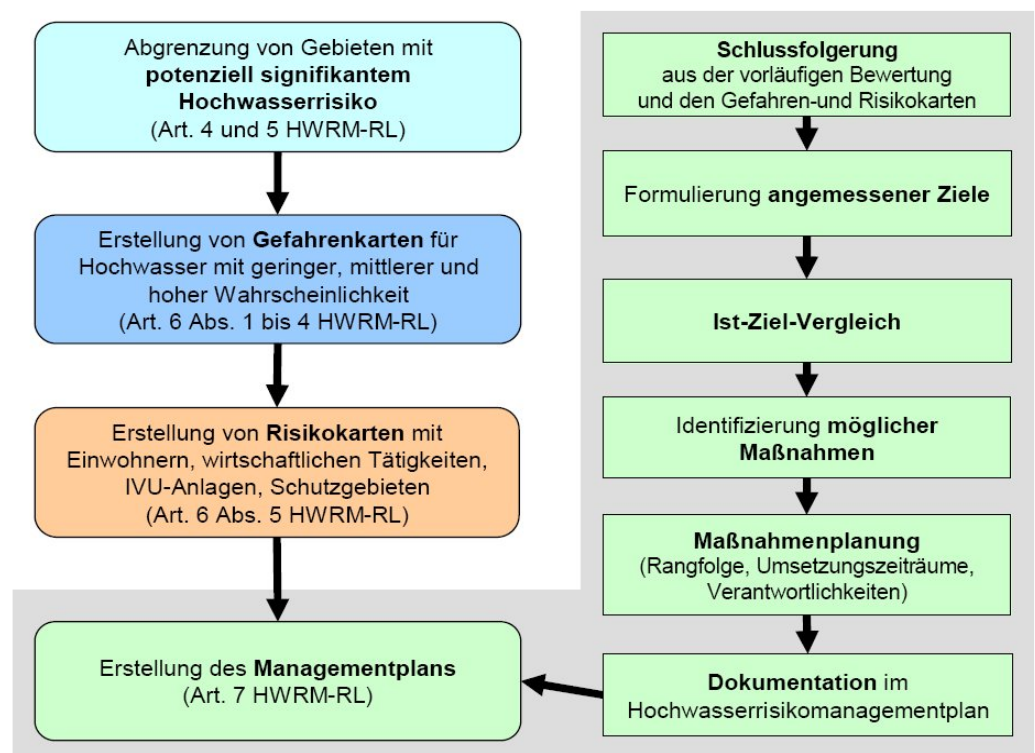 Abgrenzung von Gebieten mit
potenziell signifikantem
Hochwasserrisiko
(Art. 4 und 5 HWRM-RL)
Erstellung von Gefahrenkarten für
Hochwasser mit geringer, mittlerer und
hoher Wahrscheinlichkeit
(Art. 6 Abs. 1 bis 4 HWRM-RL)
Erstellung von Risikokarten mit
Einwohnern, wirtschaftlichen Tätigkeiten,
IVU-Anlagen, Schutzgebieten
(Art. 6 Abs. 5 HWRM-RL)
Erstellung des Managementplans
(Art. 7 HWRM-RL)
Schlussfolgerung
aus der vorläufigen Bewertung
und den Gefahren-und Risikokarten
Formulierung angemessener Ziele
Ist-Ziel-Vergleich
Identifizierung möglicher
Maßnahmen
Maßnahmenplanung
(Rangfolge, Umsetzungszeiträume,
Verantwortlichkeiten)
Dokumentation im
Hochwasserrisikomanagementplan